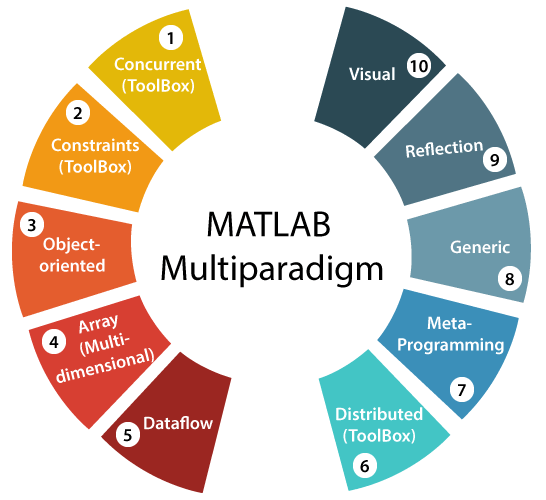 MATLAB
Multiparadigm
1
Concurrent
(ToolBox)
2
Constraints
(ToolBox)
3
Object-
oriented
4
Array
(Multi-
dimensional)
5
Dataflow
6
Distributed
(ToolBox)
7
Meta-
Programming
8
Generic
9
Reflection
10
Visual